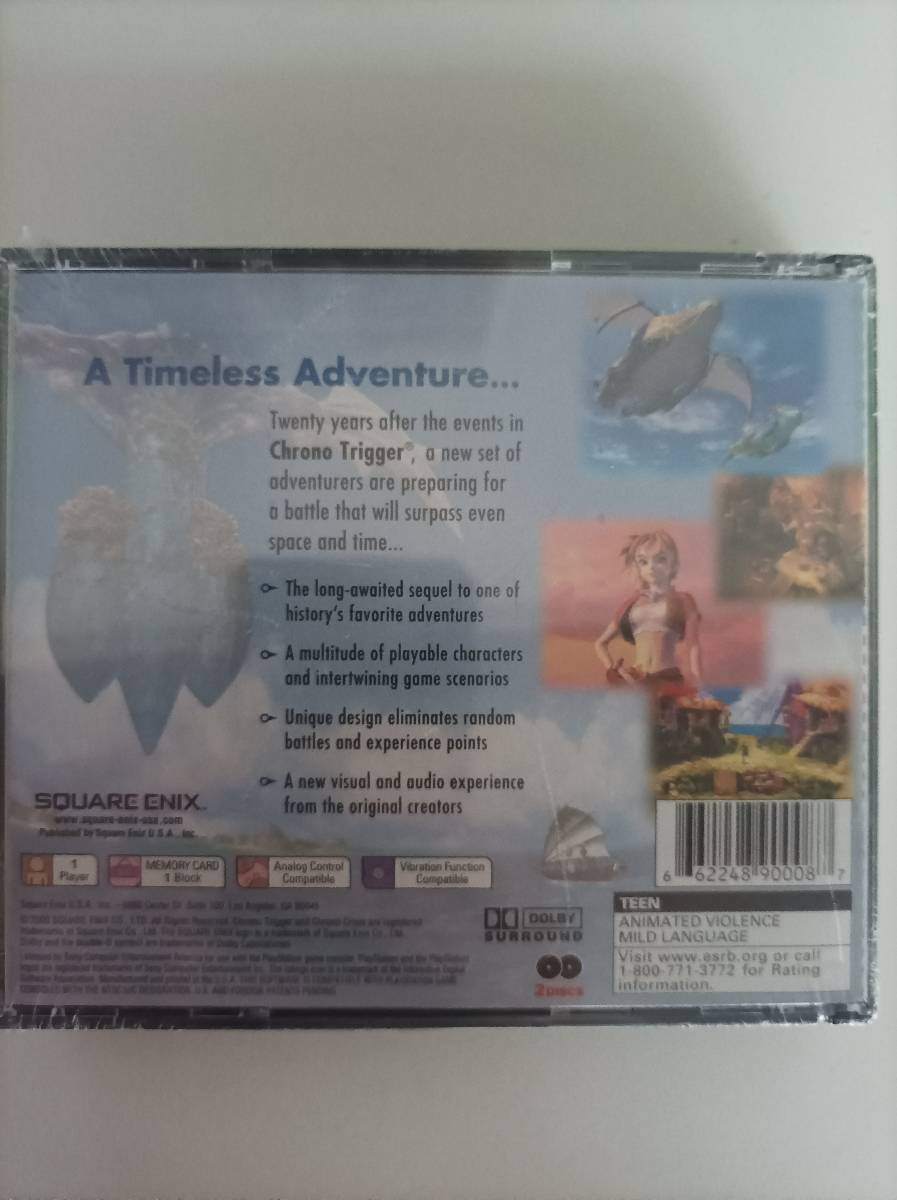 A Timeless Adventure...
Twenty years after the events in
Chrono Trigger®, a new set of
adventurers are preparing for
a battle that will surpass even
space and time...
The long-awaited sequel to one of
history's favorite adventures
A multitude of playable characters
and intertwining game scenarios
Unique design eliminates random
battles and experience points
A new visual and audio experience
from the original creators
SQUARE ENIX™
www.square-enix-usa.com
Published by Square Enix U.S.A., Inc.
1
Player
MEMORY CARD
1 Block
Analog Control
Compatible
Vibration Function
Compatible
DOLBY
SURROUND
2 DISCS
6 62248 90008 7
TEEN
ANIMATED VIOLENCE
MILD LANGUAGE
Visit www.esrb.org or call
1-800-771-3772 for Rating
information.